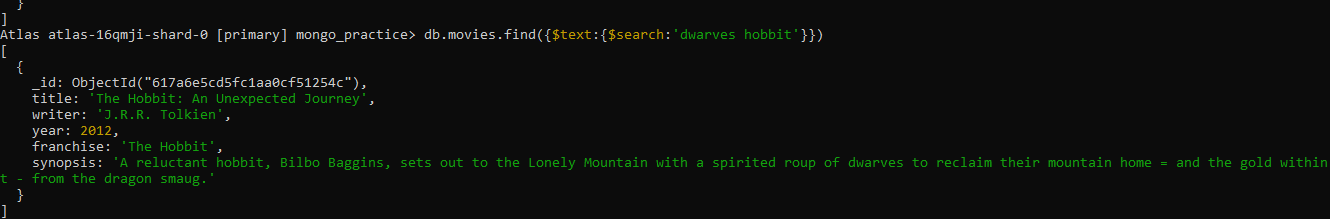 }
]
Atlas atlas-16qmji-shard-0 [primary] mongo_practice> db.movies.find({$text:{$search:'dwarves hobbit'}})
[
{
_id: ObjectId("617a6e5cd5fc1aa0cf51254c"),
title: 'The Hobbit: An Unexpected Journey',
writer: 'J.R.R. Tolkien',
year: 2012,
franchise: 'The Hobbit',
synopsis: 'A reluctant hobbit, Bilbo Baggins, sets out to the Lonely Mountain with a spirited roup of dwarves to reclaim their mountain home = and the gold within
t - from the dragon smaug.'
}
]